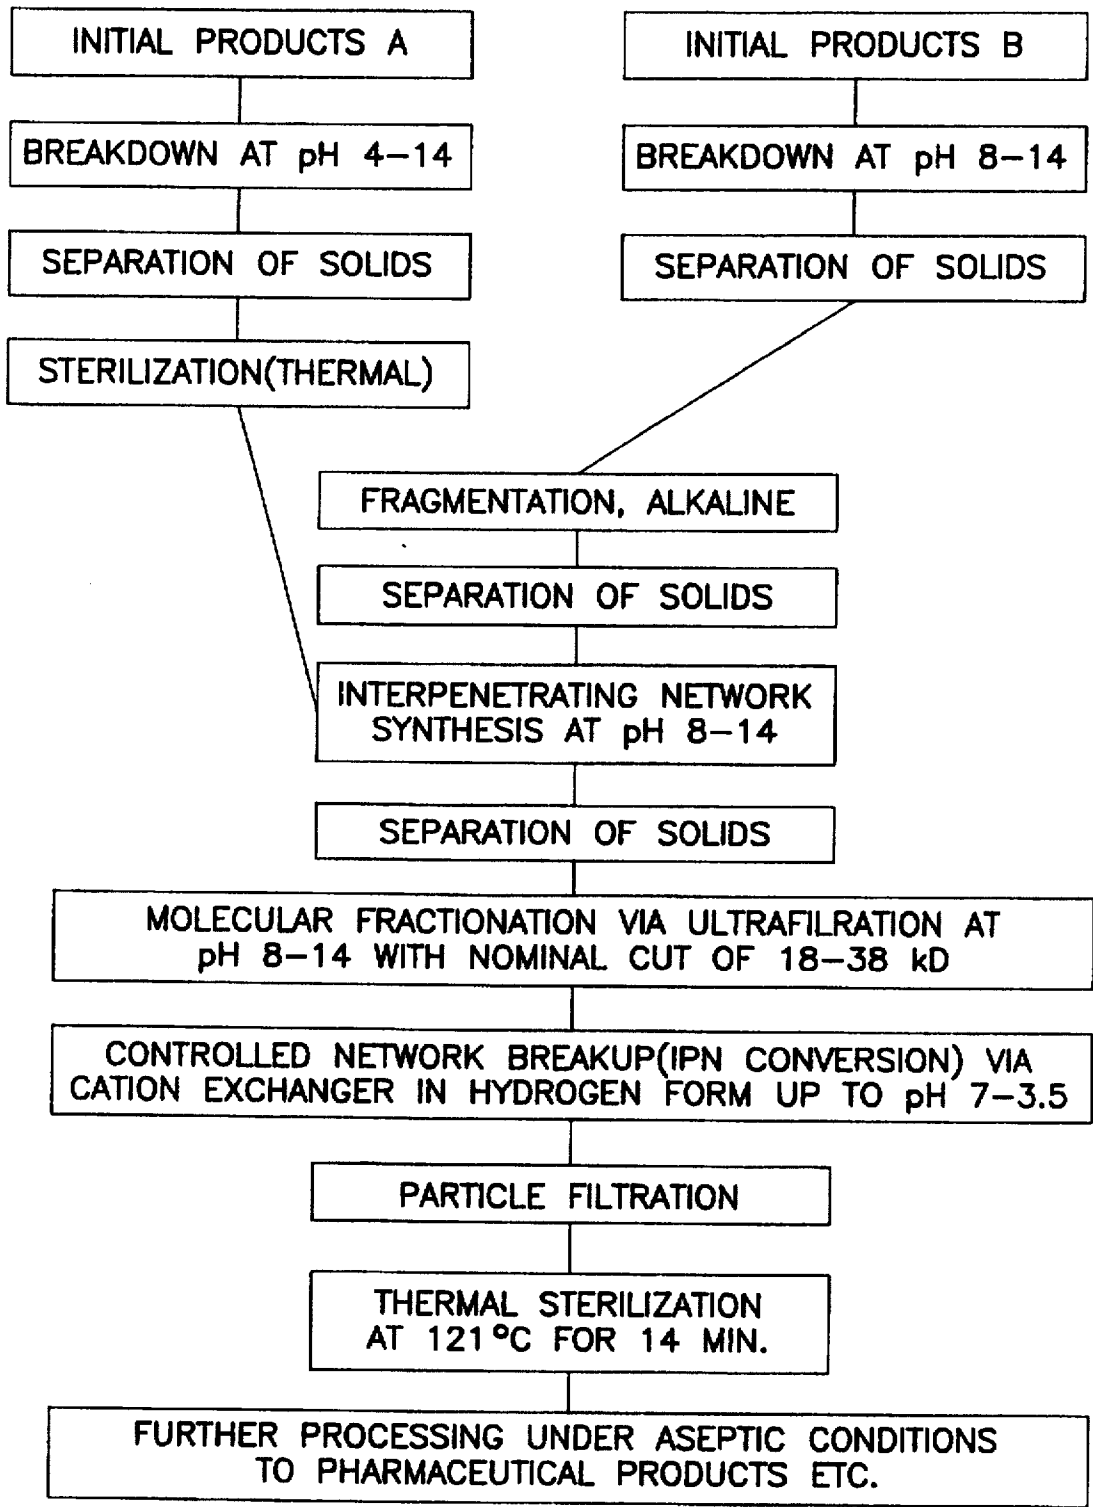 INITIAL PRODUCTS A
INITIAL PRODUCTS B
BREAKDOWN AT pH 4-14
BREAKDOWN AT pH 8-14
SEPARATION OF SOLIDS
SEPARATION OF SOLIDS
STERILIZATION(THERMAL)
FRAGMENTATION, ALKALINE
SEPARATION OF SOLIDS
INTERPENETRATING NETWORK
SYNTHESIS AT pH 8-14
SEPARATION OF SOLIDS
MOLECULAR FRACTIONATION VIA ULTRAFILRATION AT
pH 8-14 WITH NOMINAL CUT OF 18-38 kD
CONTROLLED NETWORK BREAKUP(IPN CONVERSION) VIA
CATION EXCHANGER IN HYDROGEN FORM UP TO pH 7-3.5
PARTICLE FILTRATION
THERMAL STERILIZATION
AT 121°C FOR 14 MIN.
FURTHER PROCESSING UNDER ASEPTIC CONDITIONS
TO PHARMACEUTICAL PRODUCTS ETC.